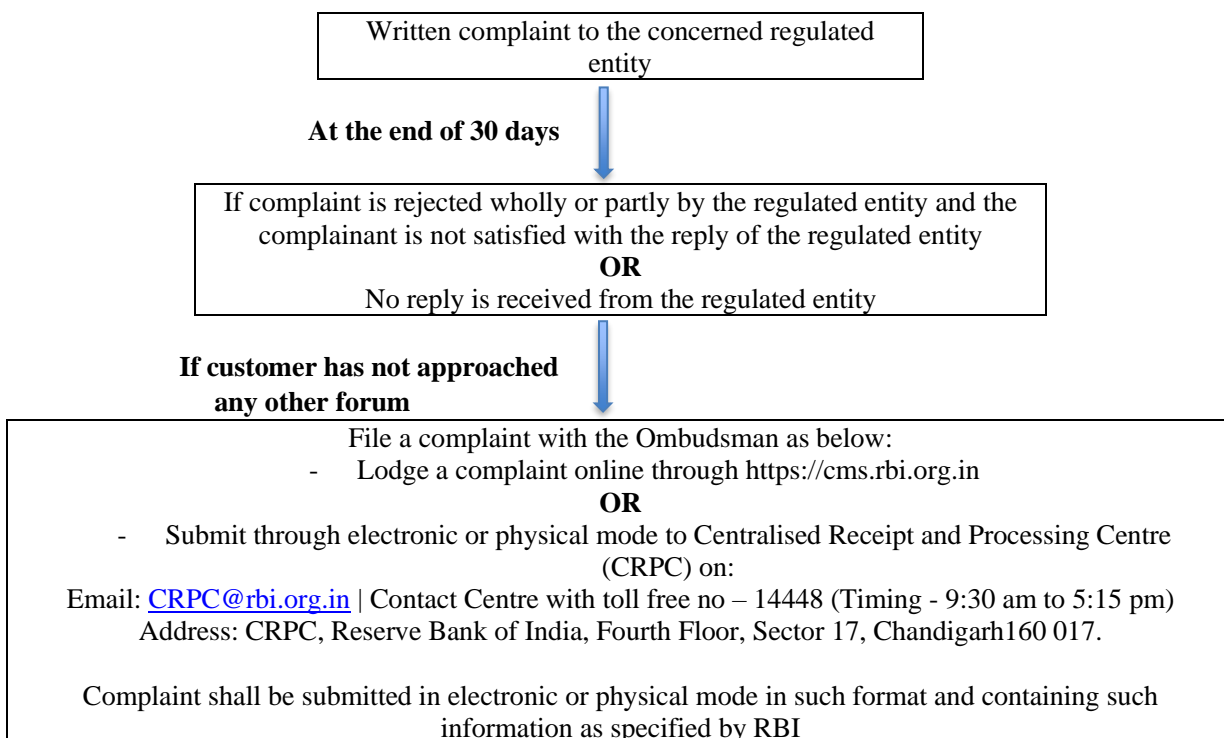 Written complaint to the concerned regulated
entity
At the end of 30 days
If complaint is rejected wholly or partly by the regulated entity and the
complainant is not satisfied with the reply of the regulated entity
OR
No reply is received from the regulated entity
If customer has not approached
any other forum
File a complaint with the Ombudsman as below:
- Lodge a complaint online through https://cms.rbi.org.in
OR
- Submit through electronic or physical mode to Centralised Receipt and Processing Centre
(CRPC) on:
Email: CRPC@rbi.org.in | Contact Centre with toll free no – 14448 (Timing - 9:30 am to 5:15 pm)
Address: CRPC, Reserve Bank of India, Fourth Floor, Sector 17, Chandigarh160 017.
Complaint shall be submitted in electronic or physical mode in such format and containing such
information as specified by RBI